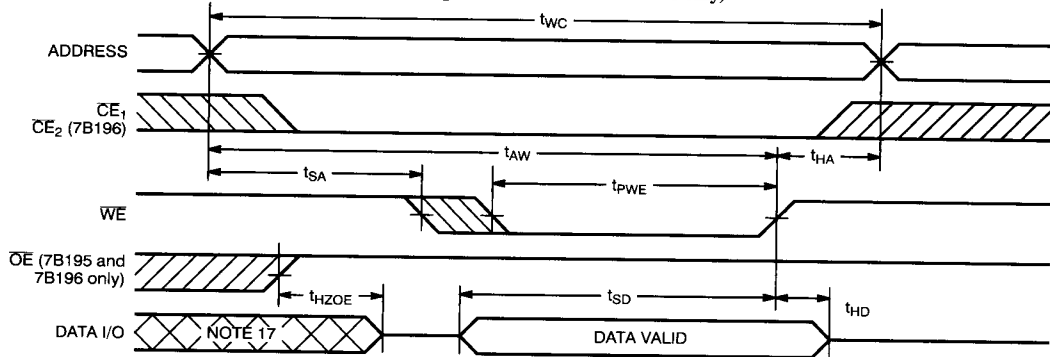 tWC
ADDRESS
CE1
CE2 (7B196)
tAW
tHA
tSA
tPWE
WE
OE (7B195 and
7B196 only)
tHZOE
tSD
tHD
DATA I/O
NOTE 17
DATA VALID